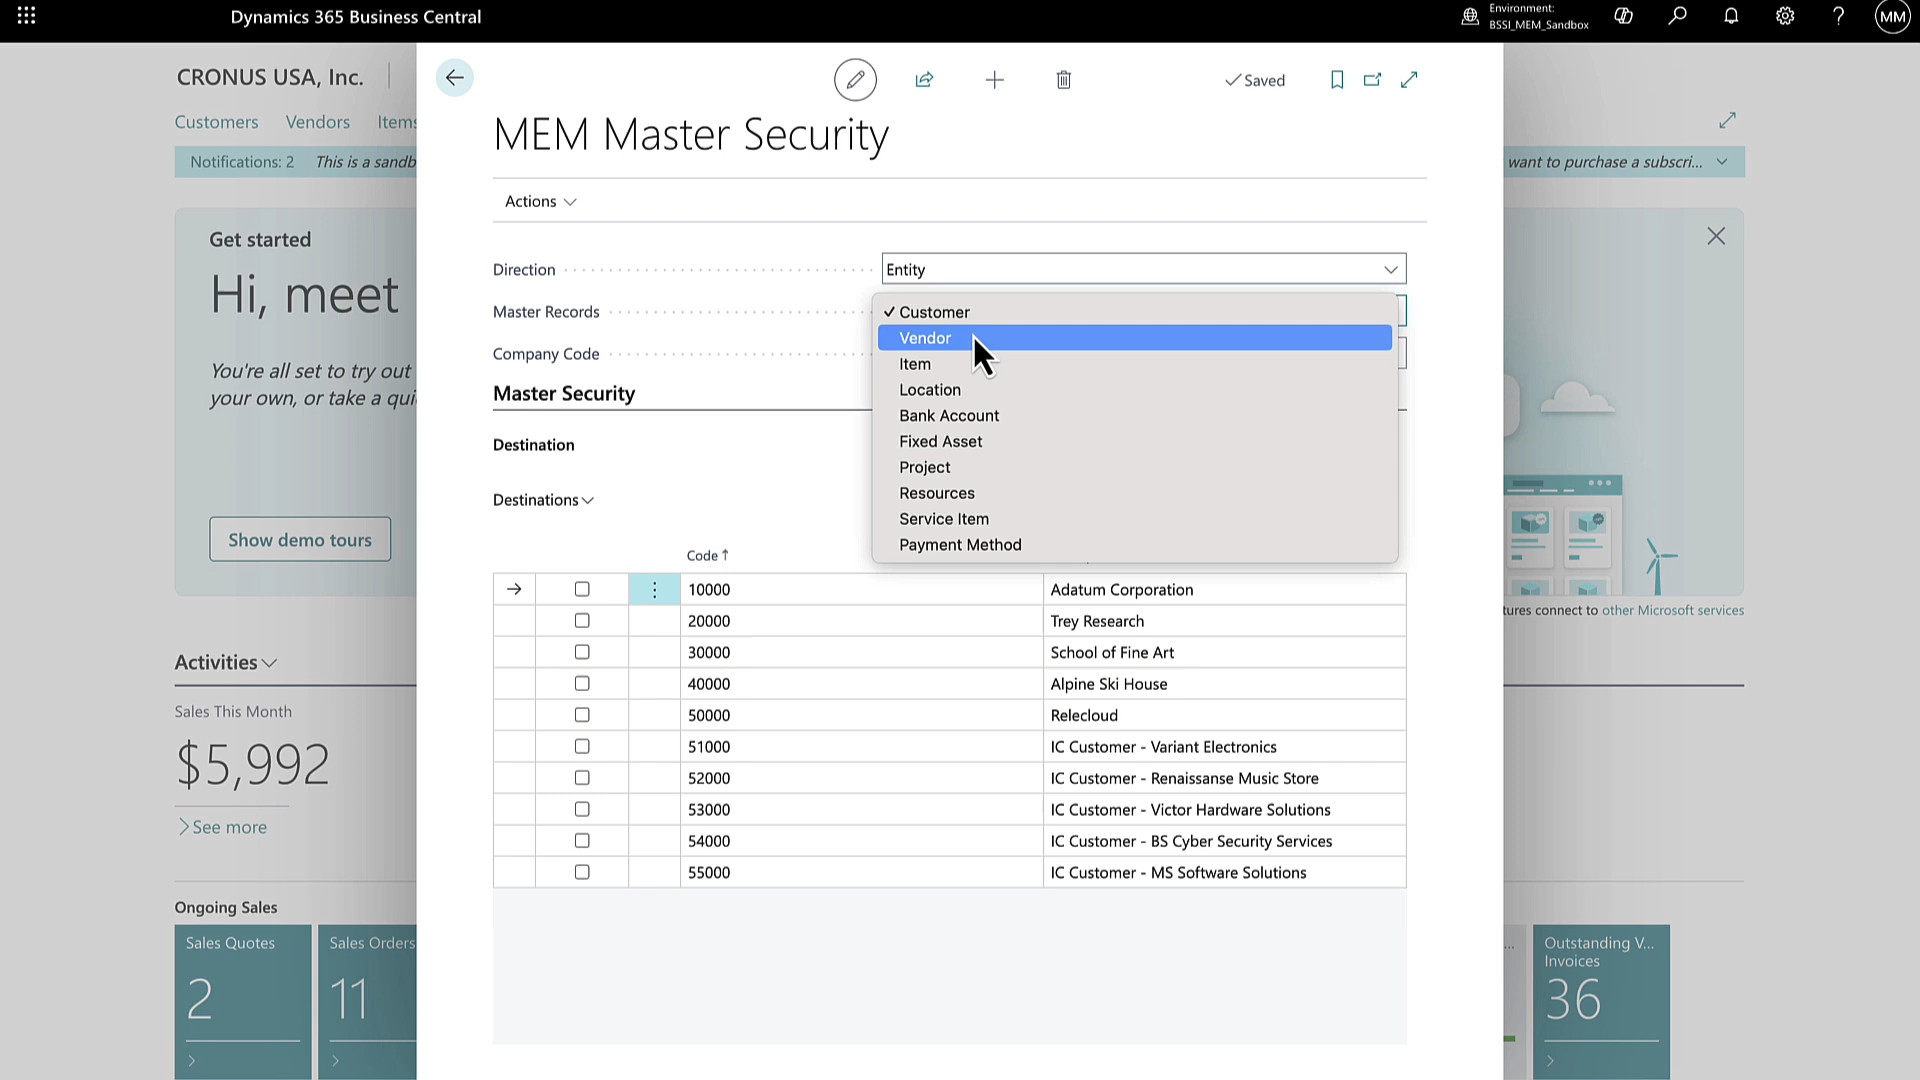 Dynamics 365 Business Central
Environment:
BSSI_MEM_Sandbox
MM
CRONUS USA, Inc.
Customers
Vendors
Items
Notifications: 2
This is a sandb
want to purchase a subscri...
Get started
Hi, meet
You're all set to try out
your own, or take a qui
Show demo tours
tures connect to other Microsoft services
Activities
Sales This Month
$5,992
See more
Ongoing Sales
Sales Quotes
2
Sales Orders
11
...
Outstanding V...
Invoices
36
Saved
MEM Master Security
Actions
Direction
Entity
Master Records
Company Code
Customer
Vendor
Item
Location
Bank Account
Fixed Asset
Project
Resources
Service Item
Payment Method
Master Security
Destination
Destinations
Code ↑
10000 Adatum Corporation
20000 Trey Research
30000 School of Fine Art
40000 Alpine Ski House
50000 Relecloud
51000 IC Customer - Variant Electronics
52000 IC Customer - Renaissanse Music Store
53000 IC Customer - Victor Hardware Solutions
54000 IC Customer - BS Cyber Security Services
55000 IC Customer - MS Software Solutions